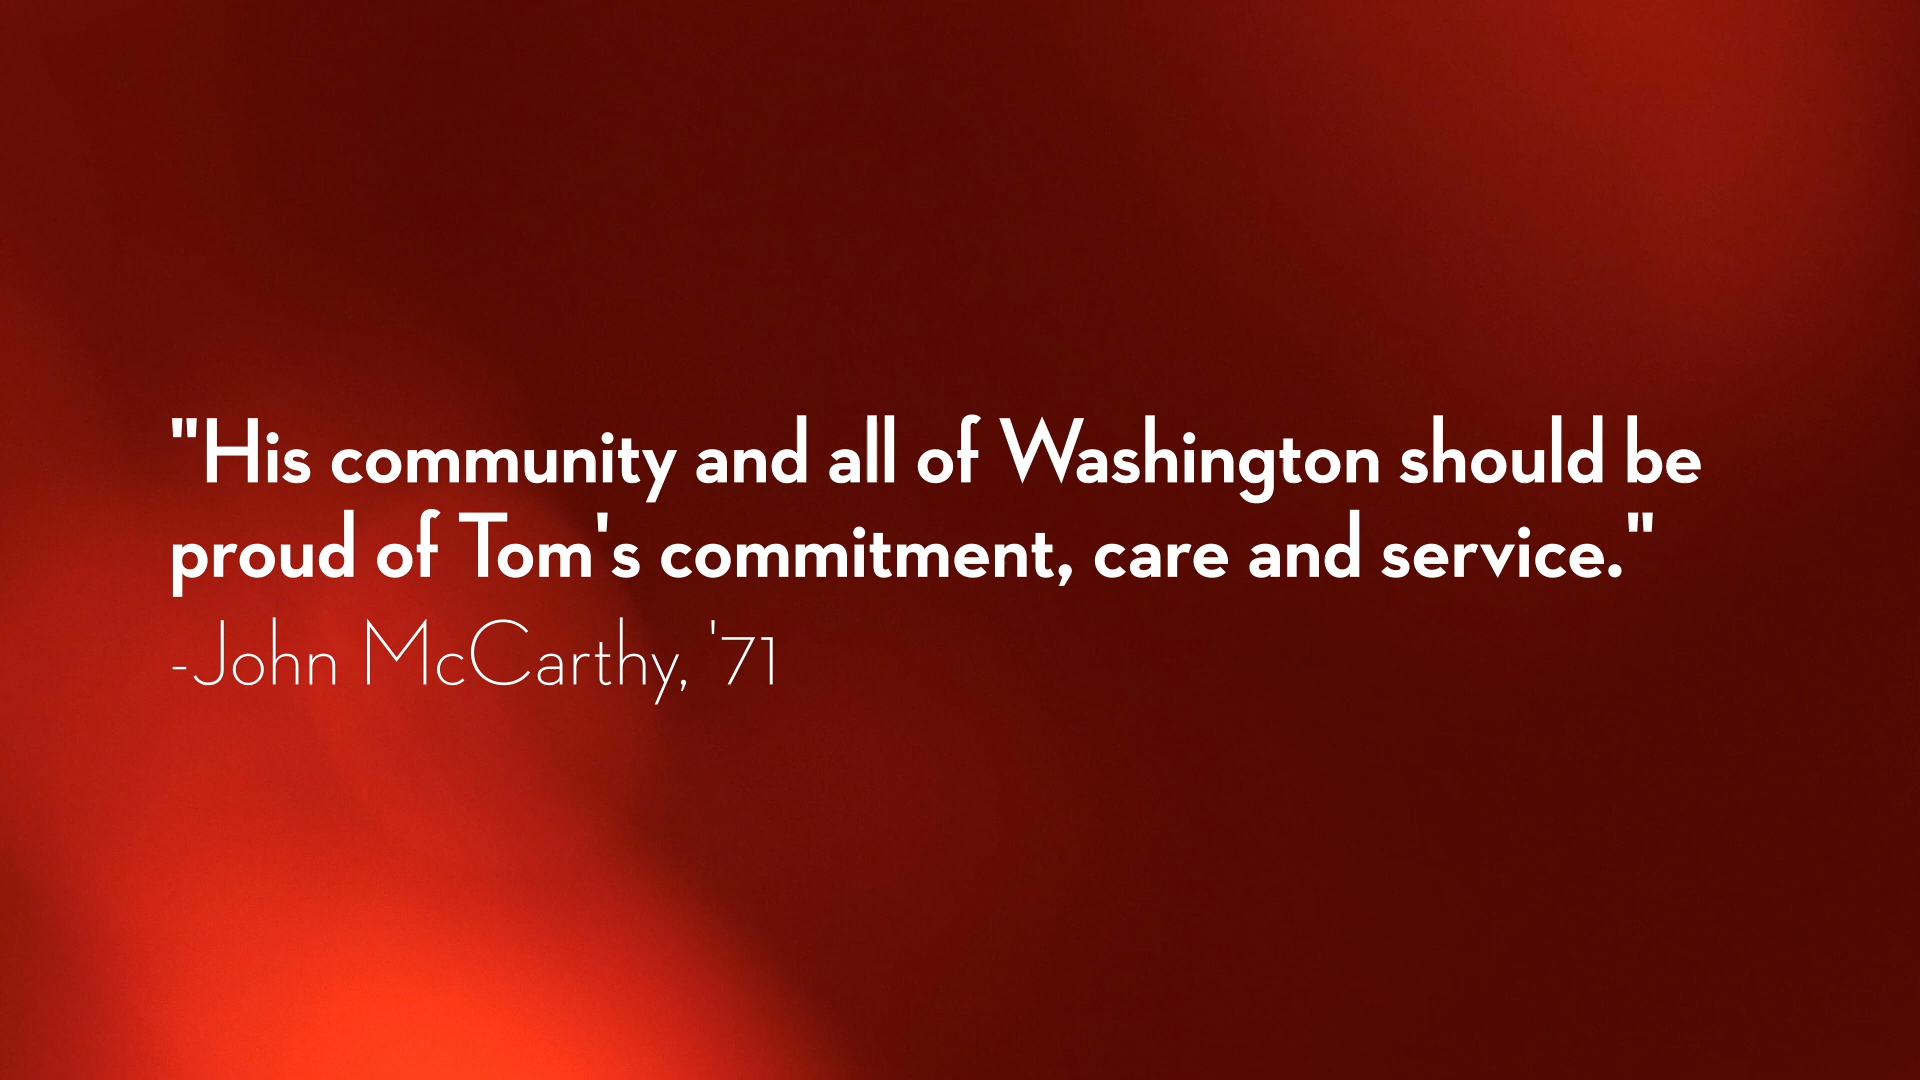 "His community and all of Washington should be
proud of Tom's commitment, care and service."
-John McCarthy, '71